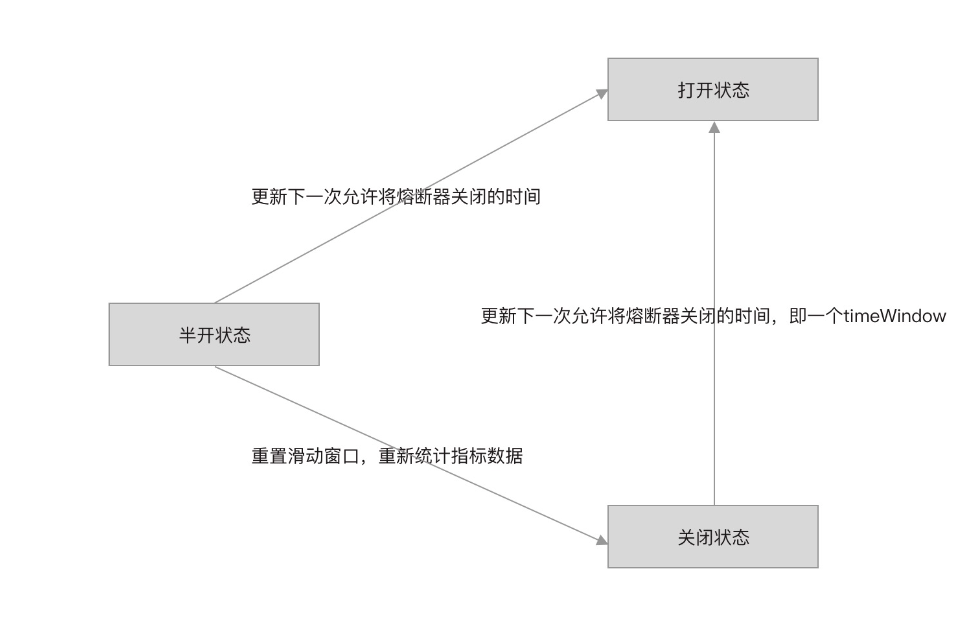 打开状态
更新下一次允许将熔断器关闭的时间
更新下一次允许将熔断器关闭的时间，即一个timeWindow
半开状态
重置滑动窗口，重新统计指标数据
关闭状态